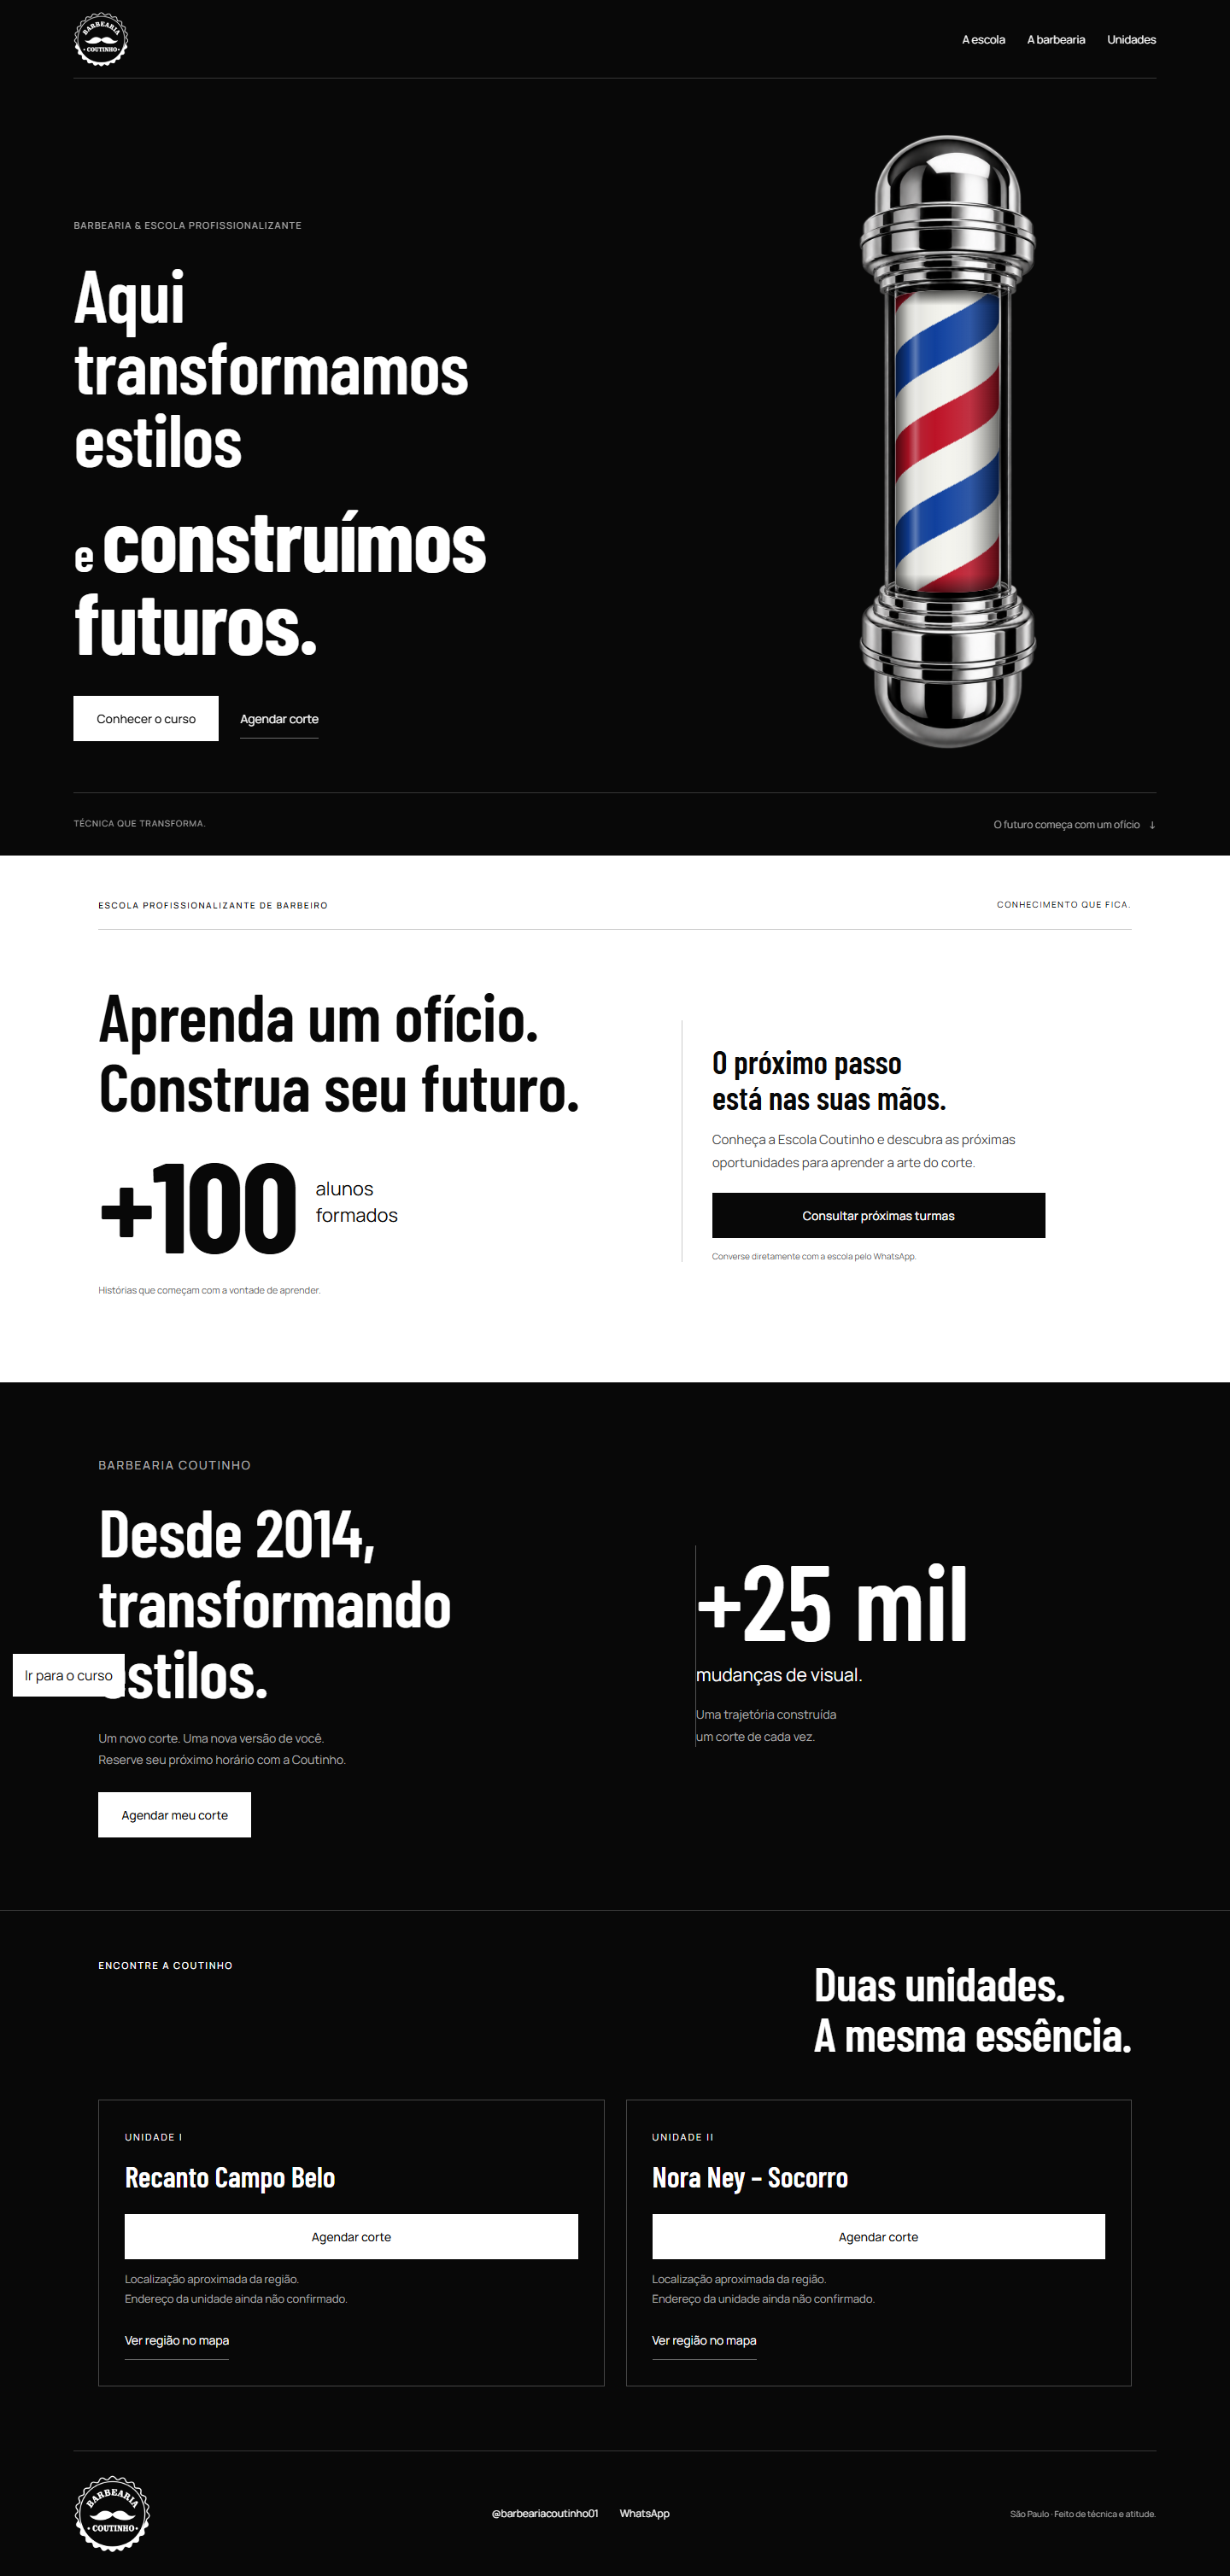 BARBEARIA
COUTINHO
A escola
A barbearia
Unidades
BARBEARIA & ESCOLA PROFISSIONALIZANTE
Aqui
transformamos
estilos
e construímos
futuros.
Conhecer o curso
Agendar corte
TÉCNICA QUE TRANSFORMA.
O futuro começa com um ofício ↓
ESCOLA PROFISSIONALIZANTE DE BARBEIRO
CONHECIMENTO QUE FICA.
Aprenda um ofício.
Construa seu futuro.
+100
alunos
formados
Histórias que começam com a vontade de aprender.
O próximo passo
está nas suas mãos.
Conheça a Escola Coutinho e descubra as próximas
oportunidades para aprender a arte do corte.
Consultar próximas turmas
Converse diretamente com a escola pelo WhatsApp.
BARBEARIA COUTINHO
Desde 2014,
transformando
estilos.
Ir para o curso
Um novo corte. Uma nova versão de você.
Reserve seu próximo horário com a Coutinho.
Agendar meu corte
+25 mil
mudanças de visual.
Uma trajetória construída
um corte de cada vez.
ENCONTRE A COUTINHO
Duas unidades.
A mesma essência.
UNIDADE I
Recanto Campo Belo
Agendar corte
Localização aproximada da região.
Endereço da unidade ainda não confirmado.
Ver região no mapa
UNIDADE II
Nora Ney – Socorro
Agendar corte
Localização aproximada da região.
Endereço da unidade ainda não confirmado.
Ver região no mapa
BARBEARIA
COUTINHO
@barbeariacoutinho01
WhatsApp
São Paulo · Feito de técnica e atitude.